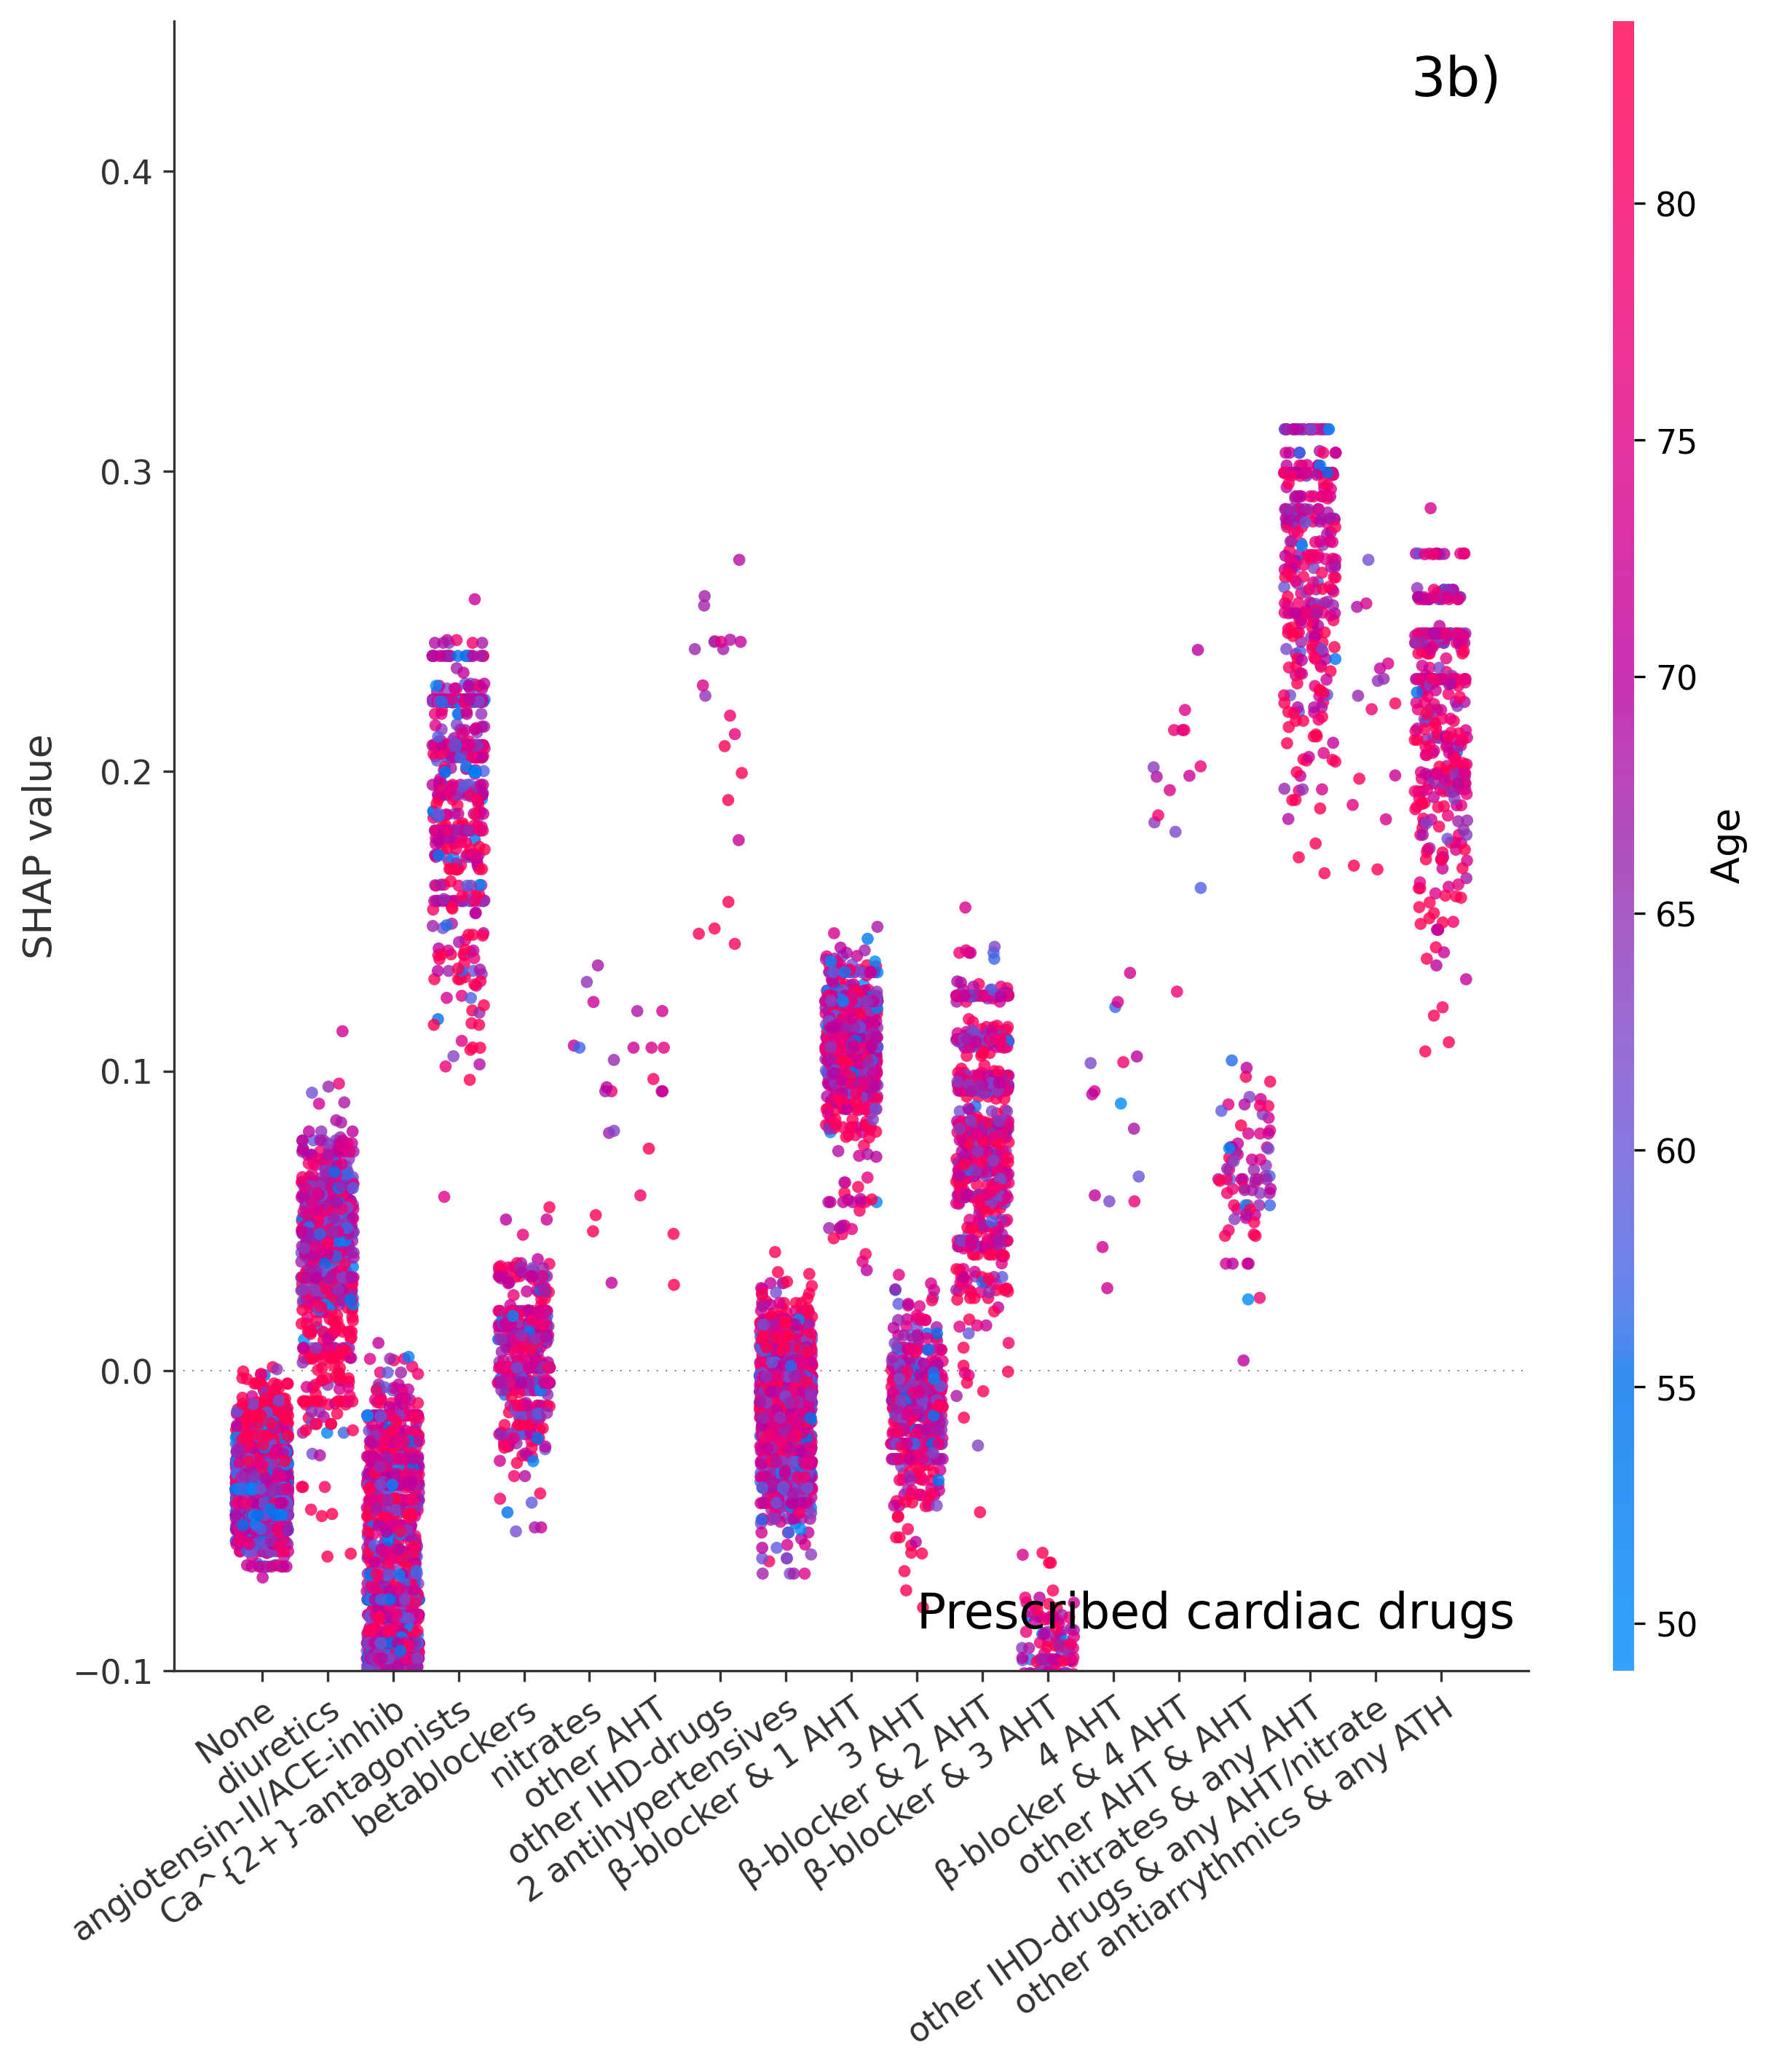 3b)
SHAP value
0.4
0.3
0.2
0.1
0.0
−0.1
Prescribed cardiac drugs
None
diuretics
angiotensin-II/ACE-inhib
Ca^{2+}-antagonists
betablockers
nitrates
other AHT
other IHD-drugs
2 antihypertensives
β-blocker & 1 AHT
3 AHT
β-blocker & 2 AHT
β-blocker & 3 AHT
4 AHT
β-blocker & 4 AHT
other AHT & AHT
nitrates & any AHT
other IHD-drugs & any AHT/nitrate
other antiarrythmics & any ATH
80
75
70
65
60
55
50
Age